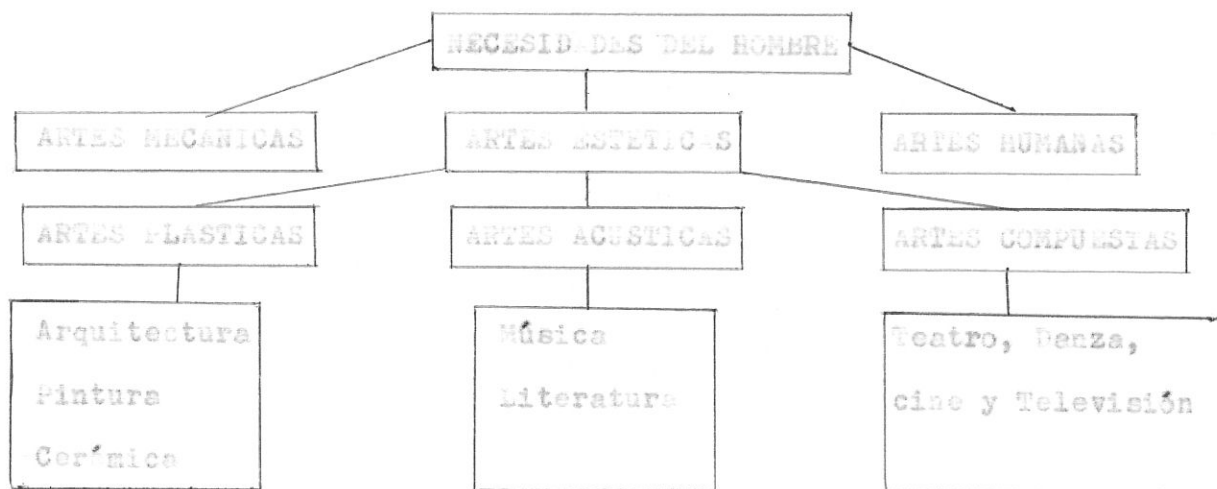 NECESIDADES DEL HOMBRE
ARTES MECANICAS
ARTES ESTETICAS
ARTES HUMANAS
ARTES PLASTICAS
ARTES ACUSTICAS
ARTES COMPUESTAS
Arquitectura
Pintura
Cerámica
Música
Literatura
Teatro, Danza,
cine y Televisión